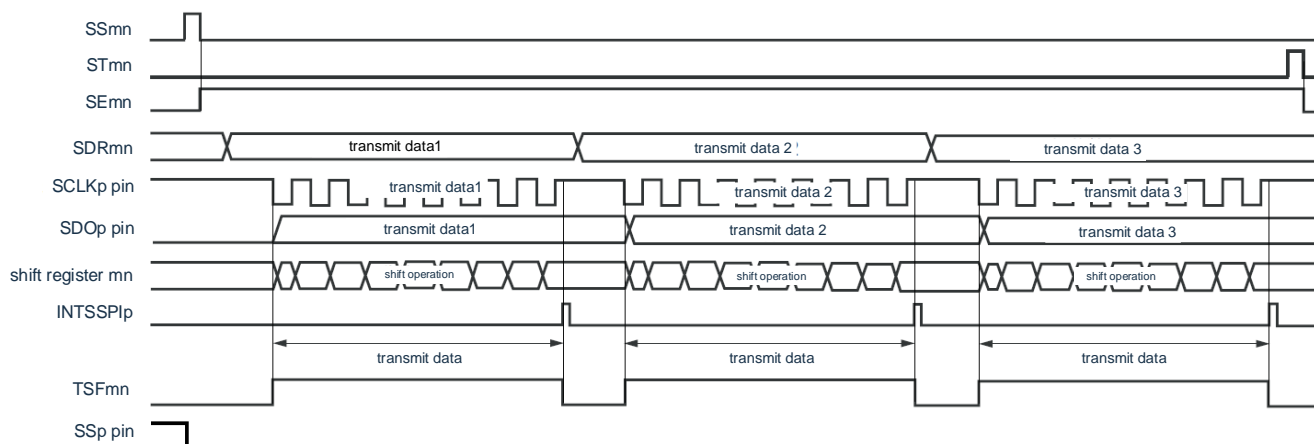 SSmn
STmn
SEmn
SDRmn transmit data1 transmit data 2 transmit data 3
SCLKp pin transmit data1 transmit data 2 transmit data 3
SDOp pin transmit data1 transmit data 2 transmit data 3
shift register mn shift operation shift operation shift operation
INTSSPIp
transmit data transmit data transmit data
TSFmn
SSp pin